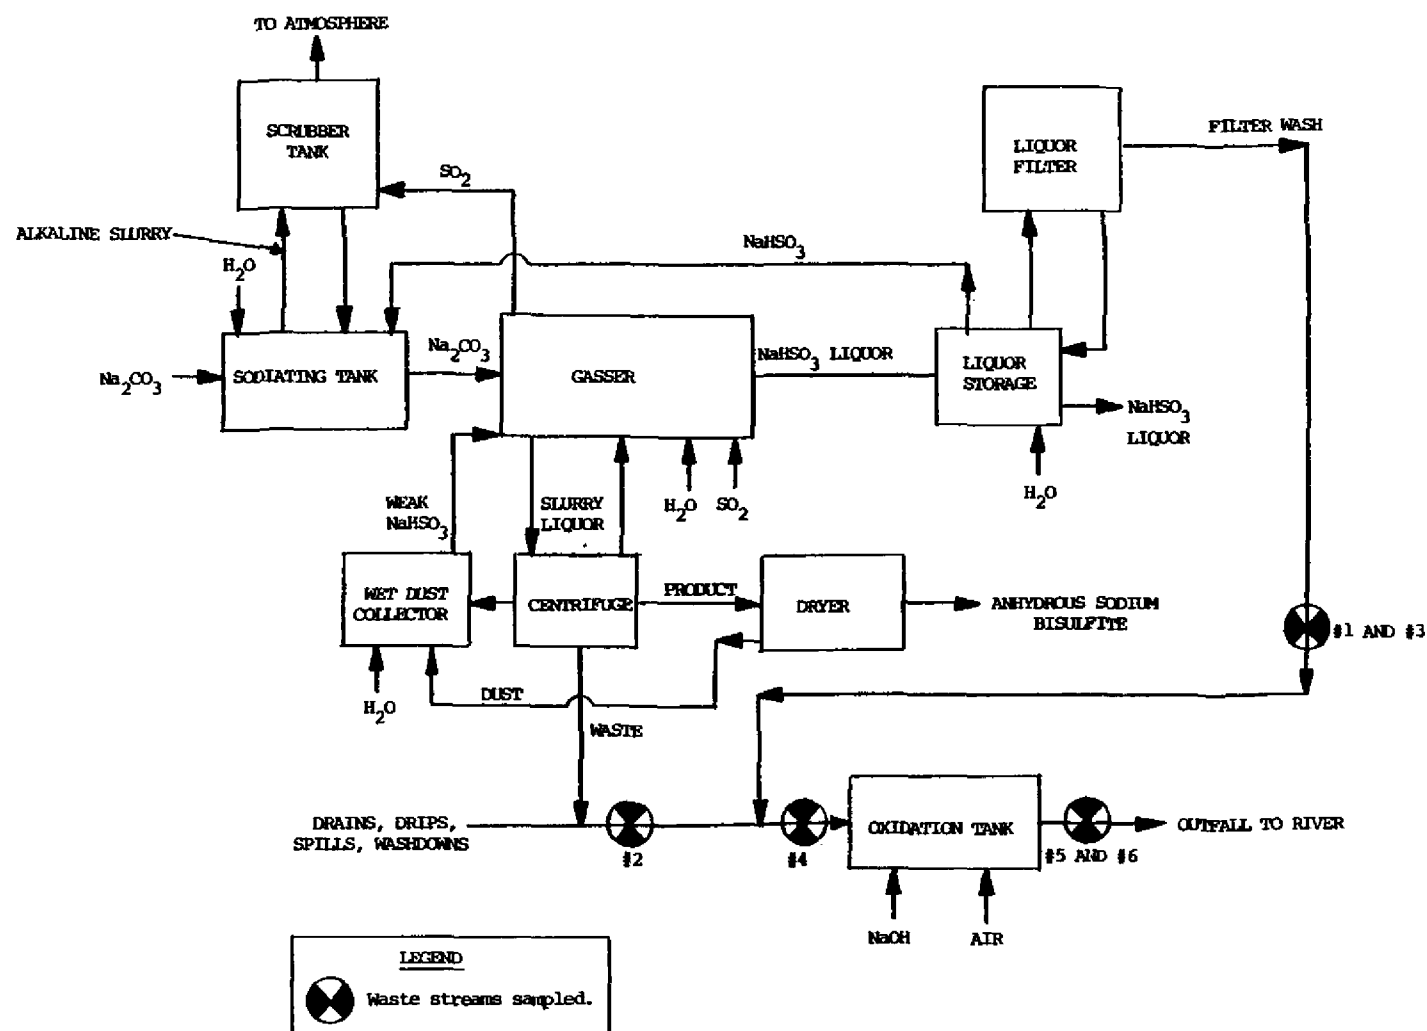 TO ATMOSPHERE
SCRUBBER
TANK
LIQUOR
FILTER
FILTER WASH
SO2
ALKALINE SLURRY
H2O
NaHSO3
Na2CO3
SODIATING TANK
Na2CO3
GASSER
NaHSO3 LIQUOR
LIQUOR
STORAGE
NaHSO3
LIQUOR
WEAK
NaHSO3
SLURRY
LIQUOR
H2O
SO2
H2O
WET DUST
COLLECTOR
CENTRIFUGE
PRODUCT
DRYER
ANHYDROUS SODIUM
BISULFITE
#1 AND #3
H2O
DUST
WASTE
DRAINS, DRIPS,
SPILLS, WASHDOWNS
#2
#4
OXIDATION TANK
#5 AND #6
OUTFALL TO RIVER
NaOH
AIR
LEGEND
Waste streams sampled.